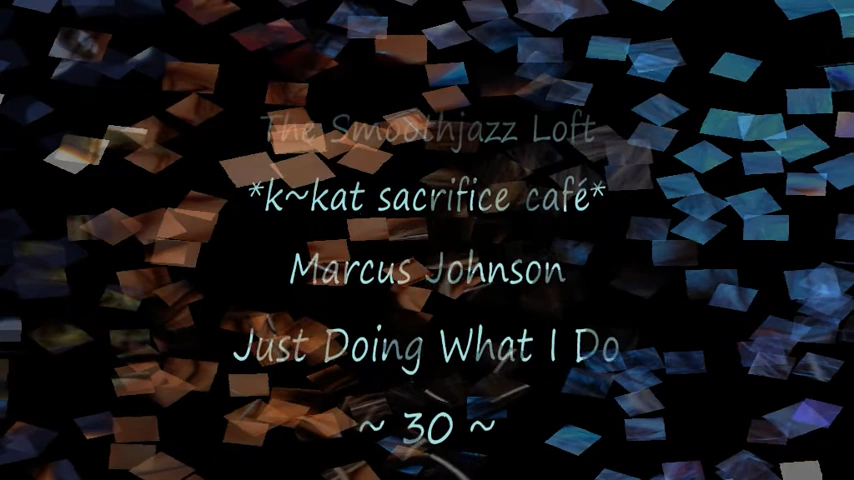 The Smoothjazz Loft
*k~kat sacrifice café*
Marcus Johnson
Just Doing What I Do
~ 30 ~